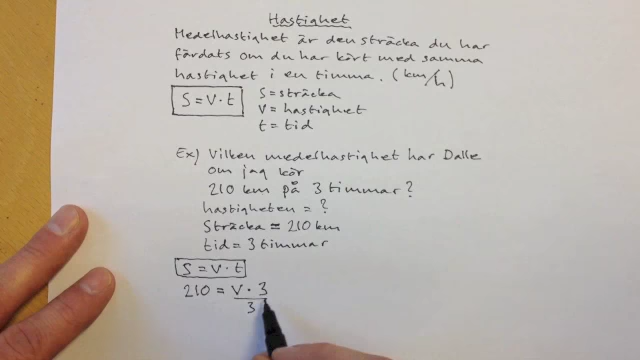 Hastighet
Medelhastighet är den sträcka du har
färdats om du har kört med samma
hastighet i en timma. (km/h)
S = V · t
S = sträcka
V = hastighet
t = tid
Ex) Vilken medelhastighet har Dalle
om jag kör
210 km på 3 timmar?
hastigheten = ?
Sträcka = 210 km
tid = 3 timmar
S = V · t
210 = V · 3
3